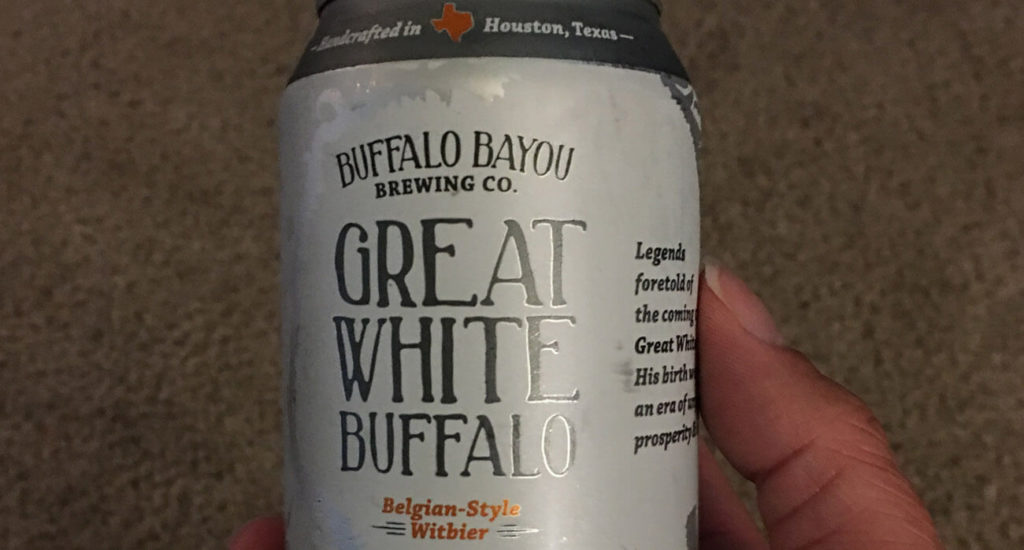 Handcrafted in Houston, Texas
BUFFALO BAYOU
BREWING CO.
GREAT
WHITE
BUFFALO
Belgian-Style
Witbier
Legends
foretold of
the coming
Great
His birth
an era of
prosperity